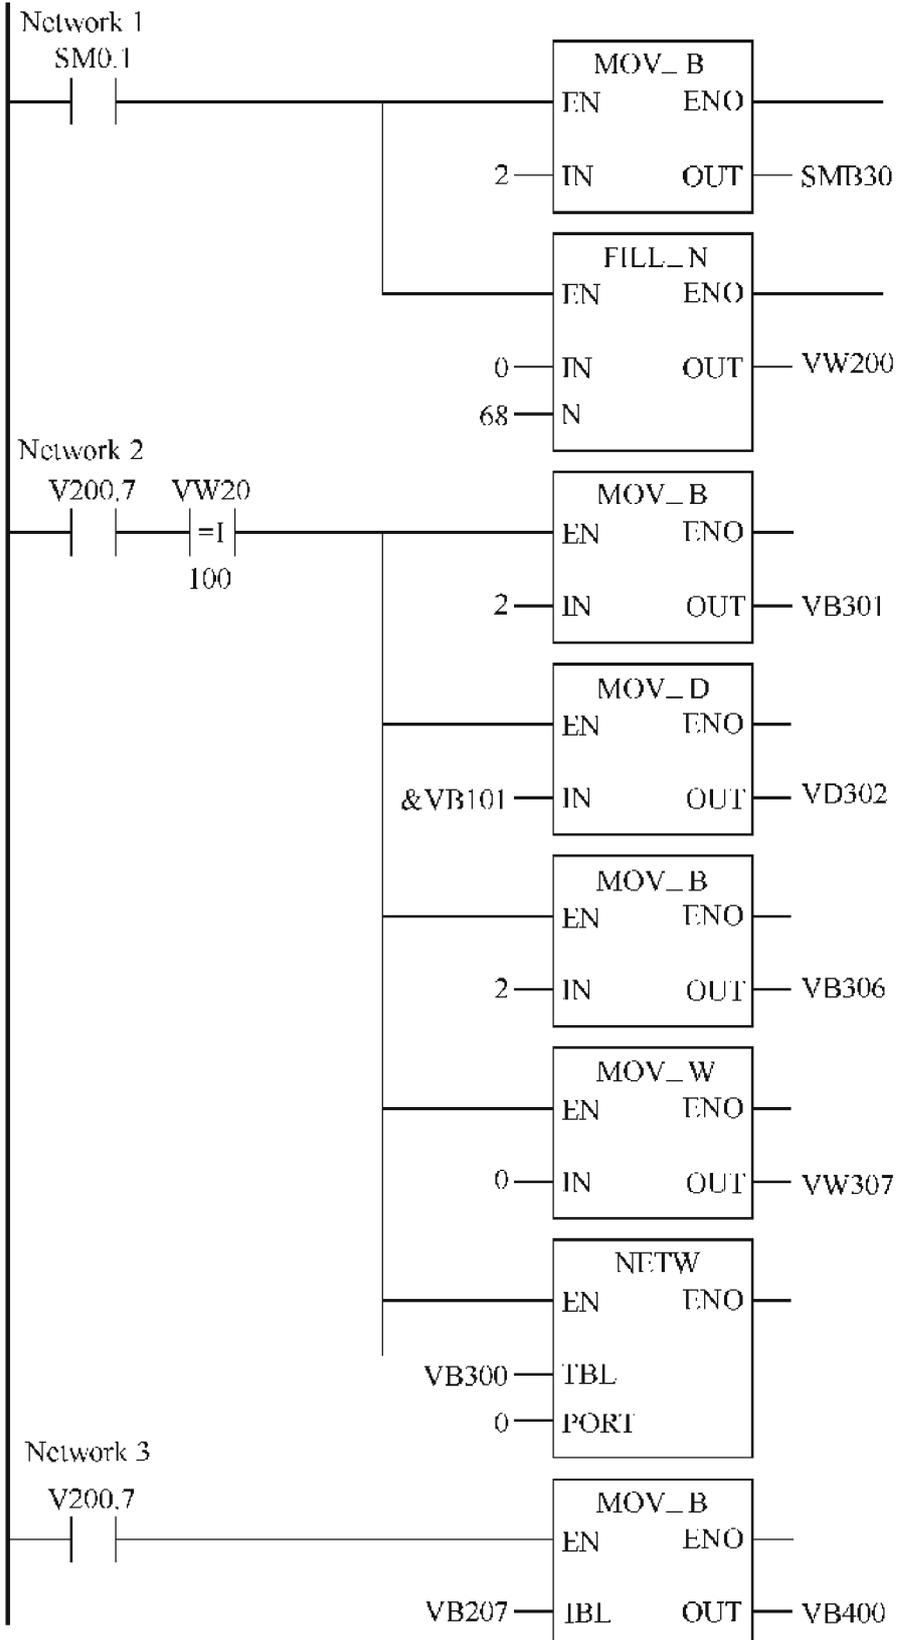 Network 1
SM0.1
MOV_B
EN ENO
2 IN OUT SMB30
FILL_N
EN ENO
0 IN OUT VW200
68 N
Network 2
V200.7 VW20
=I
100
MOV_B
EN ENO
2 IN OUT VB301
MOV_D
EN ENO
&VB101 IN OUT VD302
MOV_B
EN ENO
2 IN OUT VB306
MOV_W
EN ENO
0 IN OUT VW307
NETW
EN ENO
VB300 TBL
0 PORT
Network 3
V200.7
MOV_B
EN ENO
VB207 IBL OUT VB400